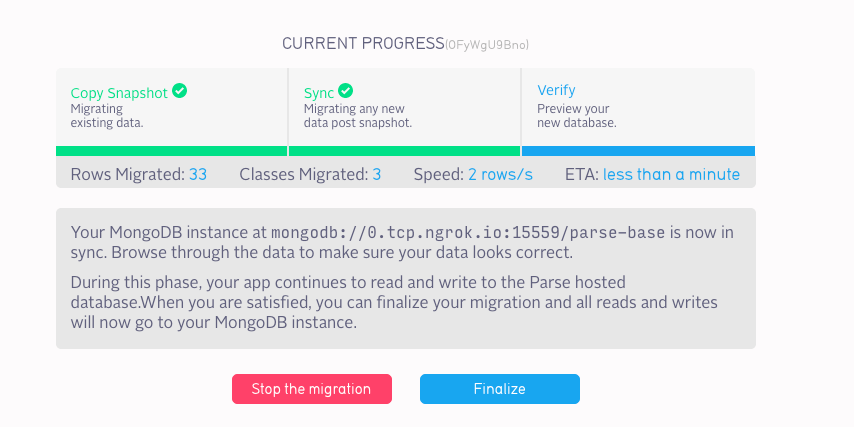 CURRENT PROGRESS(0FyWgU9Bno)
Copy Snapshot
Migrating
existing data.
Sync
Migrating any new
data post snapshot.
Verify
Preview your
new database.
Rows Migrated: 33 Classes Migrated: 3 Speed: 2 rows/s ETA: less than a minute
Your MongoDB instance at mongodb://0.tcp.ngrok.io:15559/parse-base is now in
sync. Browse through the data to make sure your data looks correct.
During this phase, your app continues to read and write to the Parse hosted
database.When you are satisfied, you can finalize your migration and all reads and writes
will now go to your MongoDB instance.
Stop the migration
Finalize